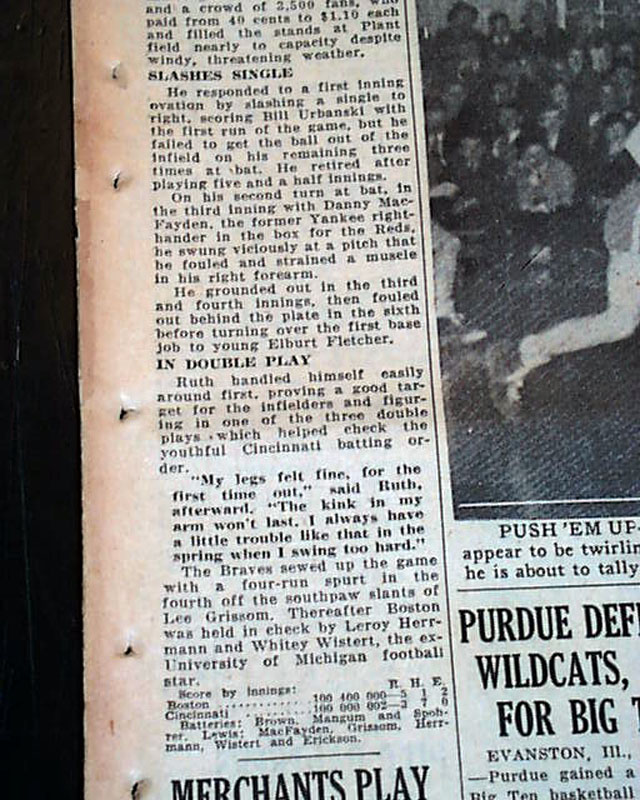 and a crowd of 2,500 fans, who
paid from 40 cents to $1.10 each
and filled the stands at Plant
field nearly to capacity despite
windy, threatening weather.
SLASHES SINGLE
He responded to a first inning
ovation by slashing a single to
right, scoring Bill Urbanski with
the first run of the game, but he
failed to get the ball out of the
infield on his remaining three
times at bat. He retired after
playing five and a half innings.
On his second turn at bat, in
the third inning with Danny Mac-
Fayden, the former Yankee right-
hander in the box for the Reds,
he swung viciously at a pitch that
he fouled and strained a muscle
in his right forearm.
He grounded out in the third
and fourth innings, then fouled
out behind the plate in the sixth
before turning over the first base
job to young Elburt Fletcher.
IN DOUBLE PLAY
Ruth handled himself easily
around first, proving a good tar-
get for the infielders and figur-
ing in one of the three double
plays which helped check the
youthful Cincinnati batting or-
der.
"My legs felt fine, for the
first time out," said Ruth,
afterward. "The kink in my
arm won't last. I always have
a little trouble like that in the
spring when I swing too hard."
The Braves sewed up the game
with a four-run spurt in the
fourth off the southpaw slants of
Lee Grissom. Thereafter Boston
was held in check by Leroy Herr-
mann and Whitey Wistert, the ex-
University of Michigan football
star.
Score by innings: R. H. E.
Boston .......... 100 400 000—5 1 2
Cincinnati ........ 100 000 002—3 7 0
Batteries: Brown, Mangum and Spoh-
rer, Lewis; MacFayden, Grissom, Herr-
mann, Wistert and Erickson.
MERCHANTS PLAY
PUSH 'EM UP-
appear to be twirlin
he is about to tally
PURDUE DEF
WILDCATS,
FOR BIG T
EVANSTON, Ill.,
—Purdue gained a
Big Ten basketball